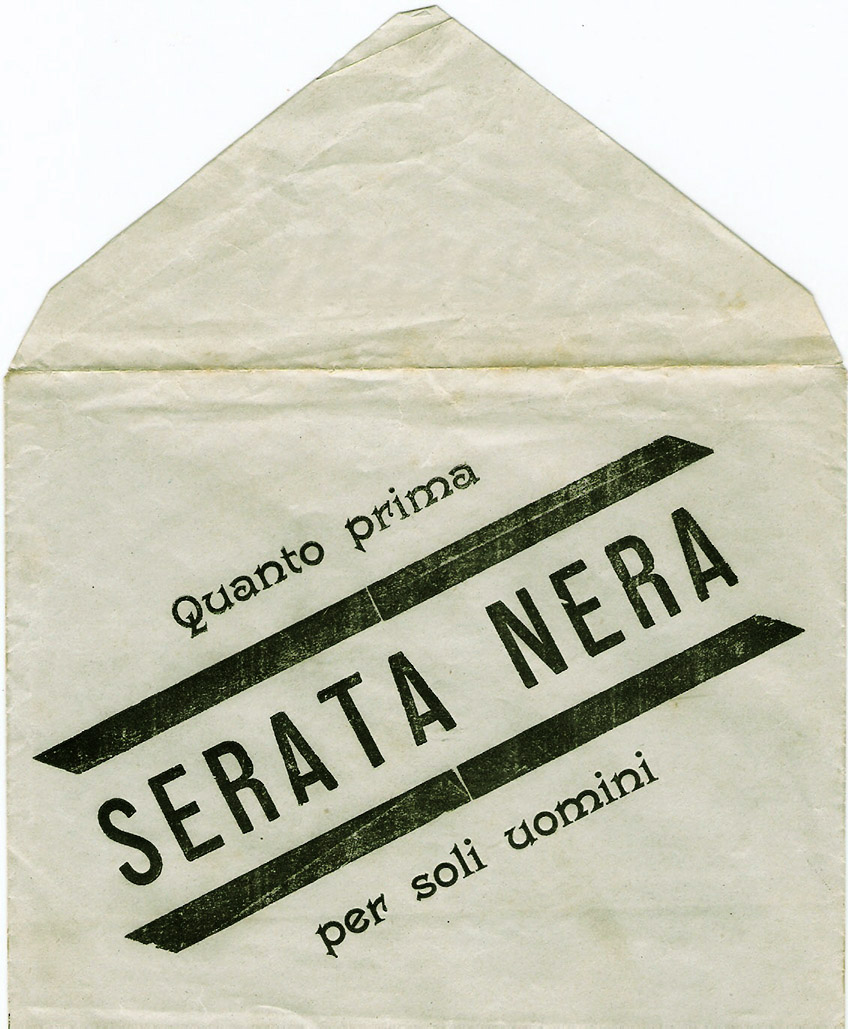 Quanto prima
SERATA NERA
per soli uomini